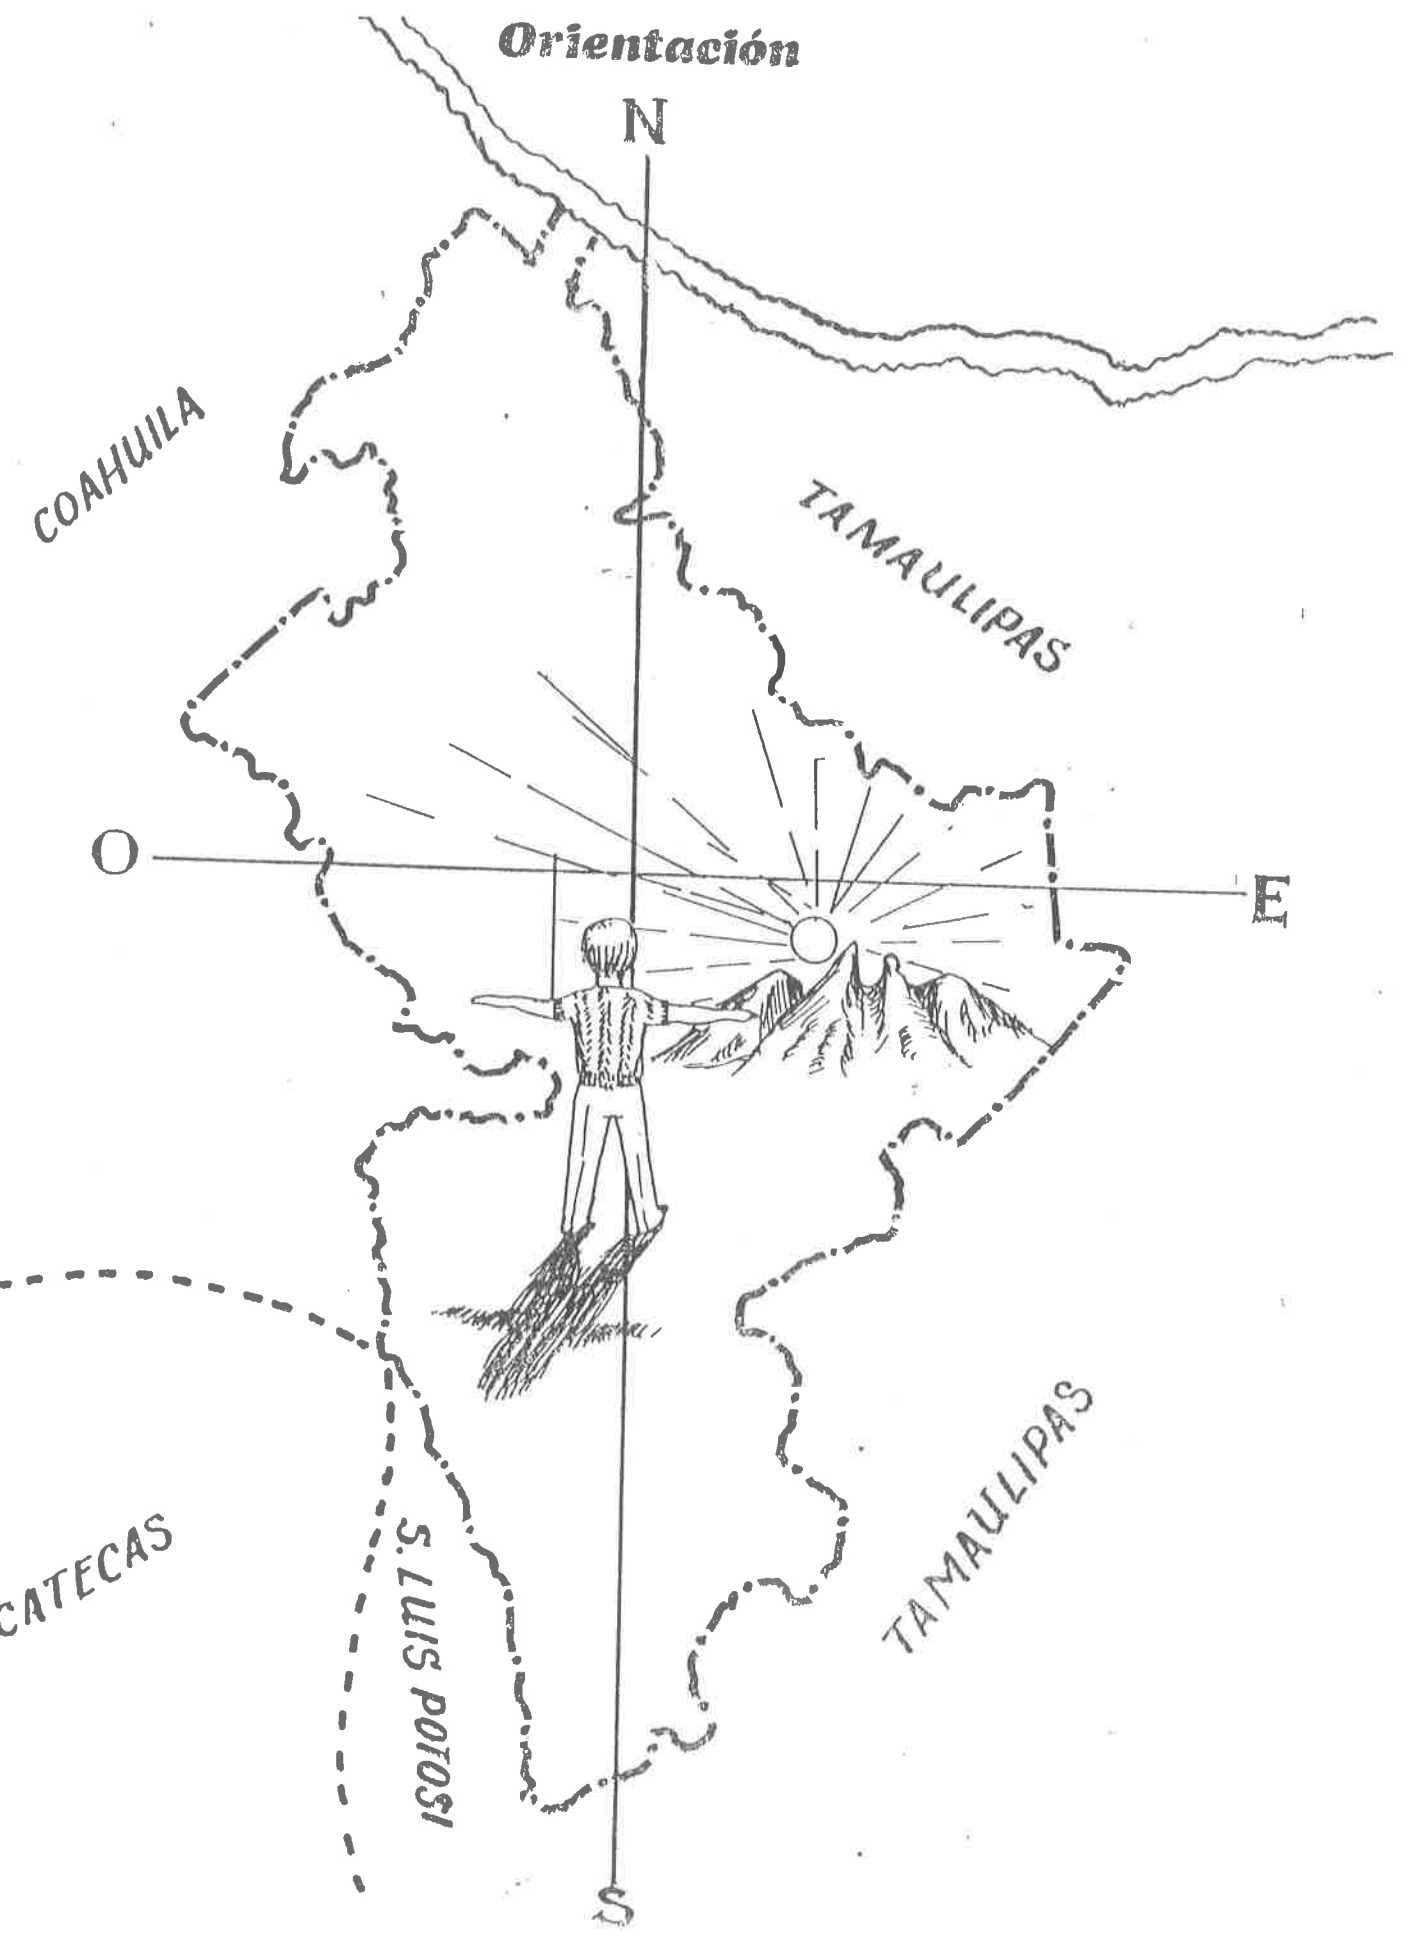 Orientación
N
COAHUILA
TAMAULIPAS
O
E
CATECAS
S. LUIS POTOSI
TAMAULIPAS
S